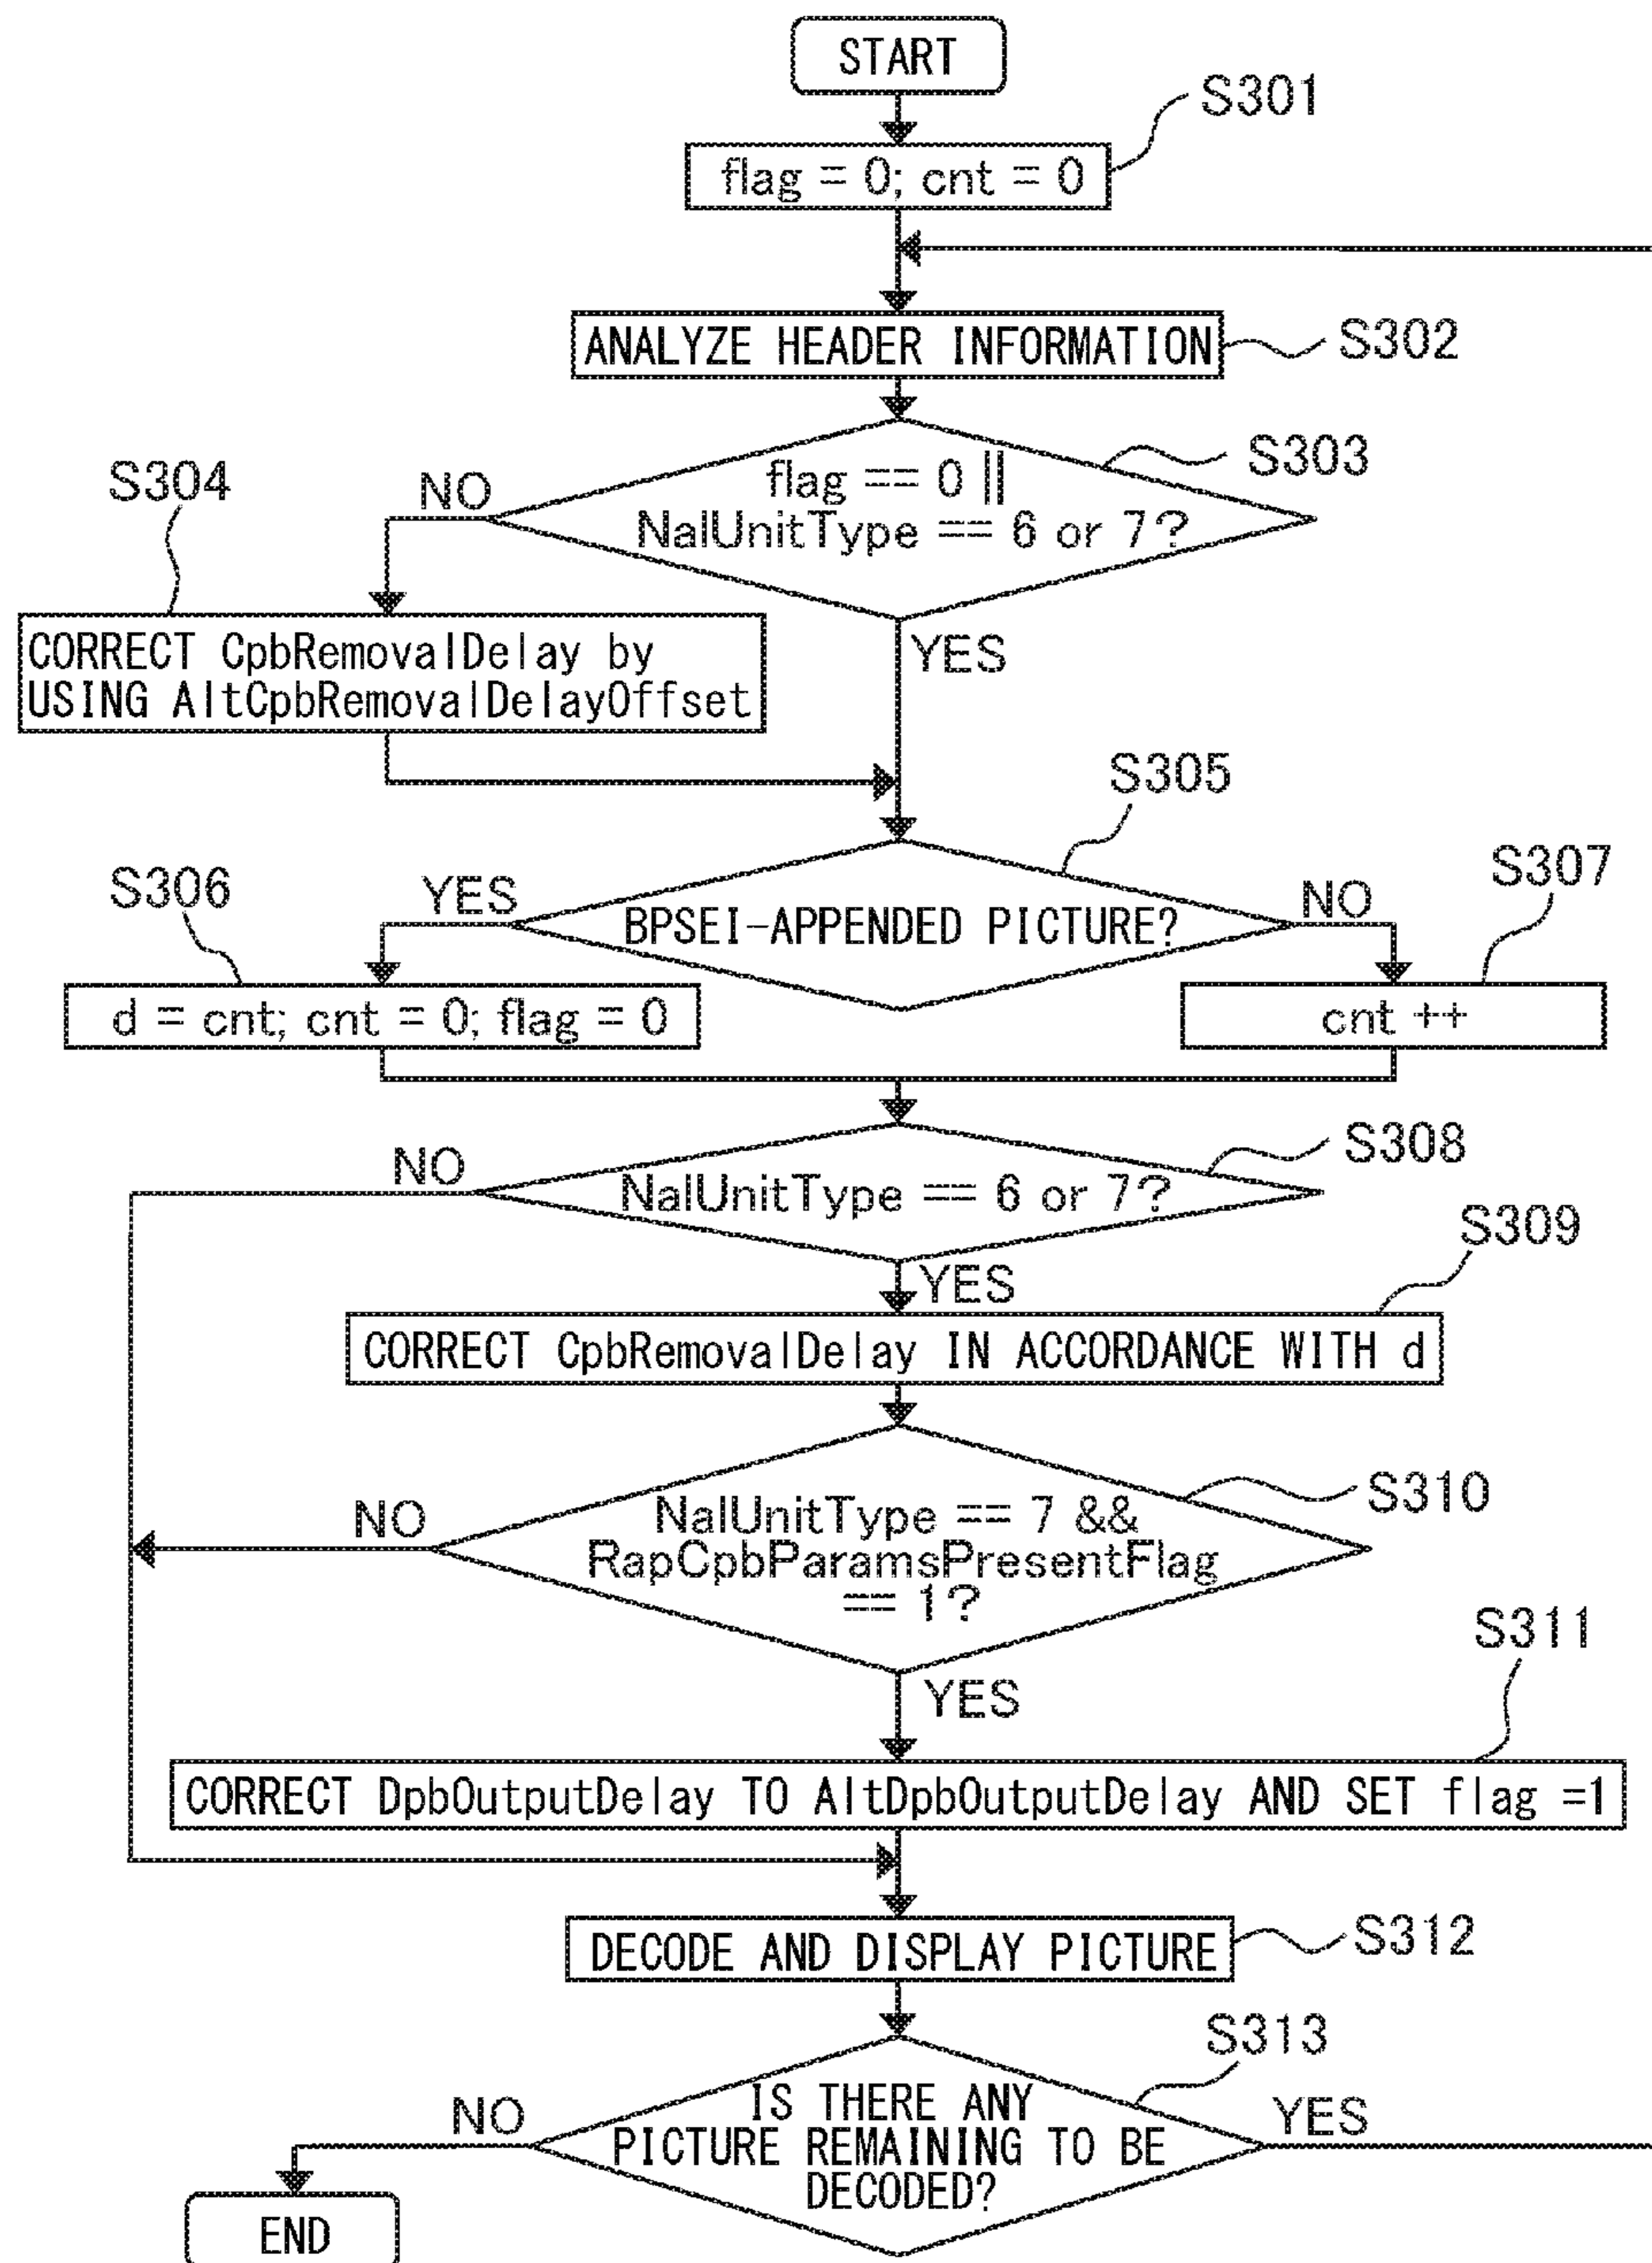 START
S301
flag = 0; cnt = 0
ANALYZE HEADER INFORMATION
S302
S303
flag == 0 ||
NalUnitType == 6 or 7?
NO
YES
S304
CORRECT CpbRemovalDelay by
USING AltCpbRemovalDelayOffset
S305
BPSEI-APPENDED PICTURE?
YES
NO
S306
d = cnt; cnt = 0; flag = 0
S307
cnt ++
S308
NalUnitType == 6 or 7?
NO
YES
S309
CORRECT CpbRemovalDelay IN ACCORDANCE WITH d
S310
NalUnitType == 7 &&
RapCpbParamsPresentFlag
== 1?
NO
YES
S311
CORRECT DpbOutputDelay TO AltDpbOutputDelay AND SET flag =1
DECODE AND DISPLAY PICTURE
S312
S313
IS THERE ANY
PICTURE REMAINING TO BE
DECODED?
NO
YES
END